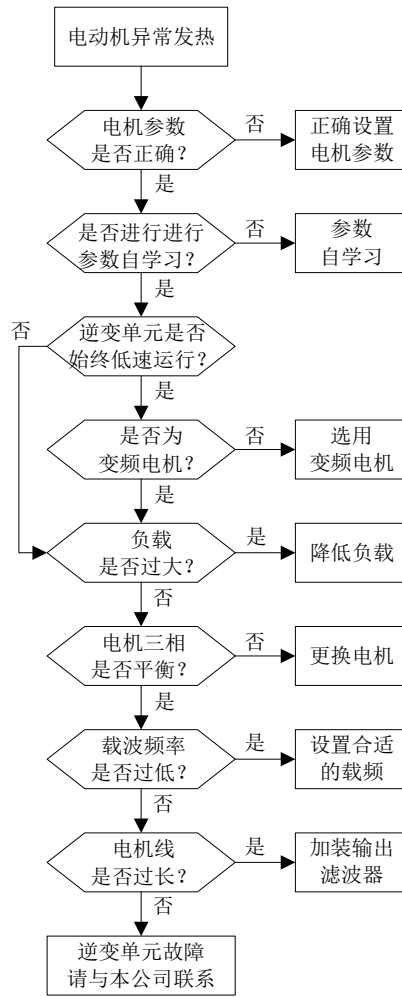 电动机异常发热
电机参数
是否正确？
否
正确设置
电机参数
是
是否进行进行
参数自学习？
否
参数
自学习
是
否
逆变单元是否
始终低速运行？
是
是否为
变频电机？
否
选用
变频电机
是
负载
是否过大？
是
降低负载
否
电机三相
是否平衡？
否
更换电机
是
载波频率
是否过低？
是
设置合适
的载频
否
电机线
是否过长？
是
加装输出
滤波器
否
逆变单元故障
请与本公司联系